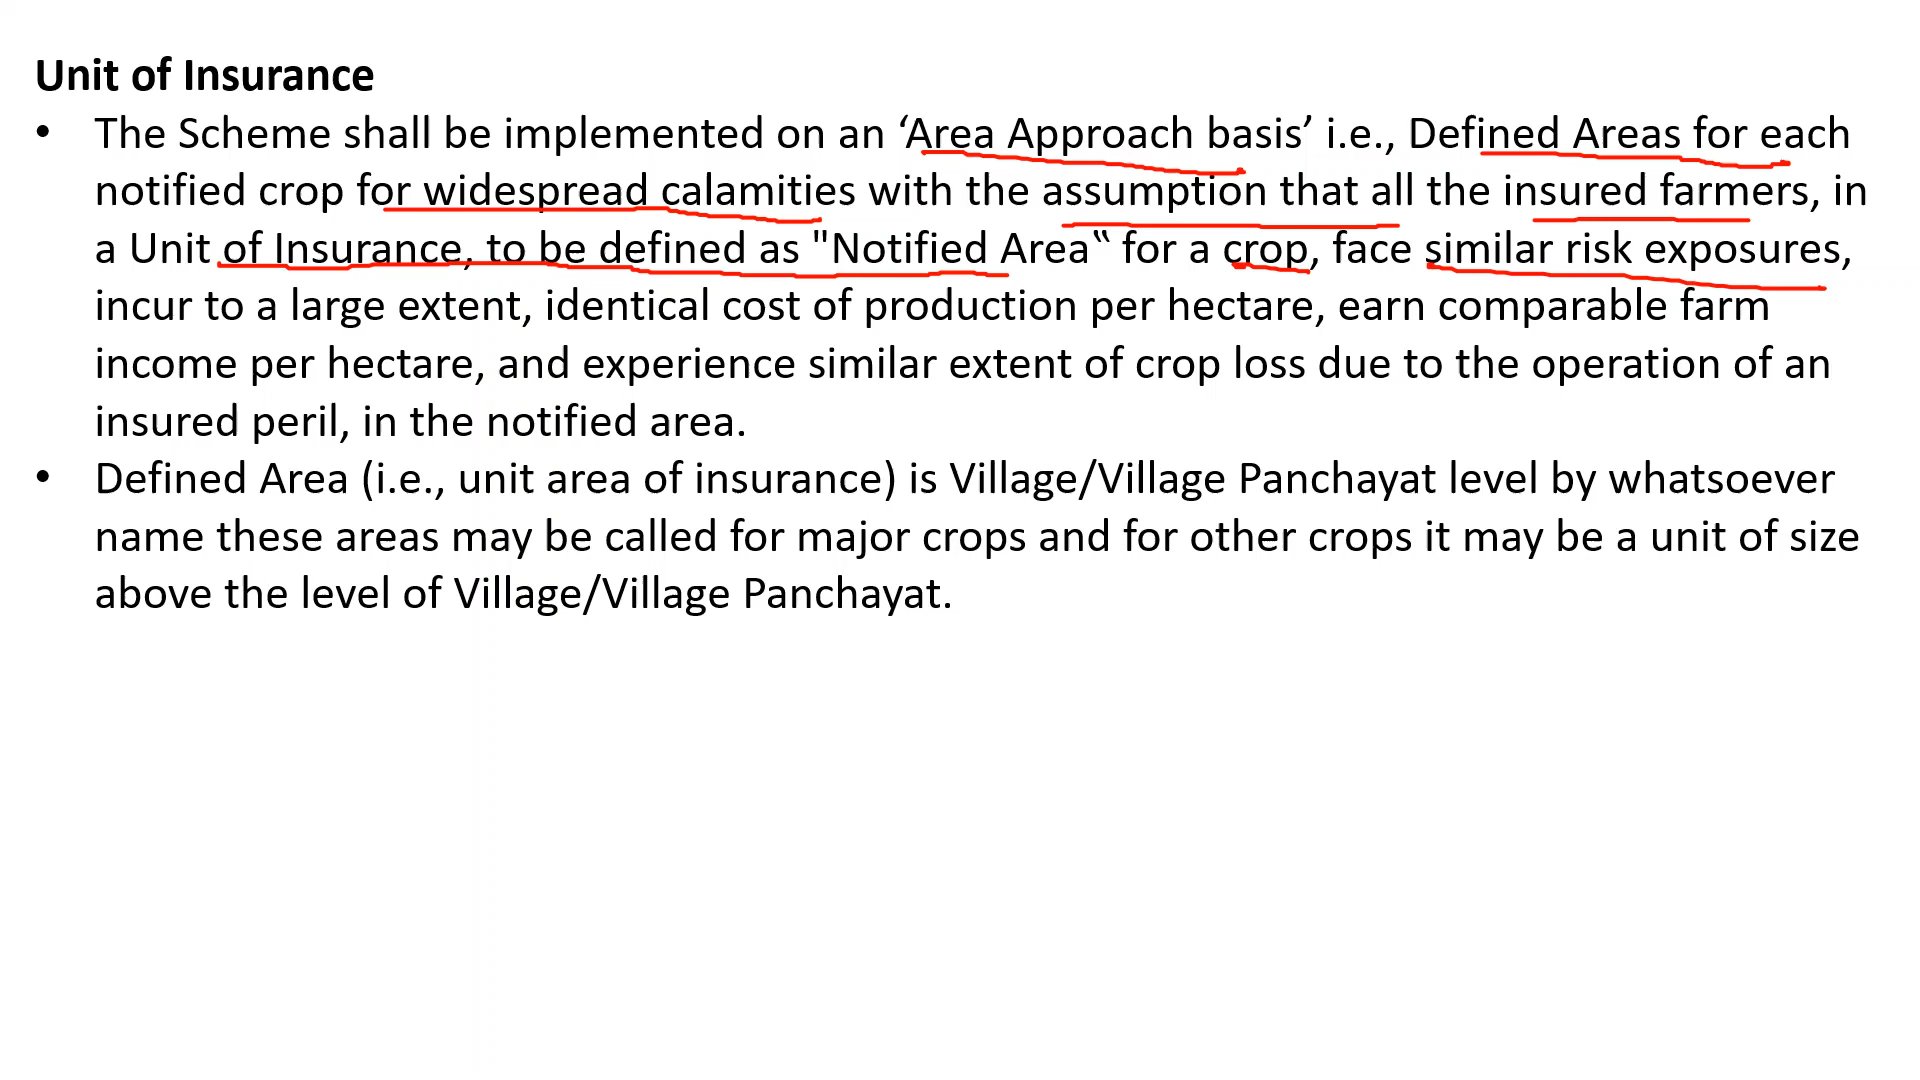 Unit of Insurance
• The Scheme shall be implemented on an ‘Area Approach basis’ i.e., Defined Areas for each
notified crop for widespread calamities with the assumption that all the insured farmers, in
a Unit of Insurance, to be defined as "Notified Area‟ for a crop, face similar risk exposures,
incur to a large extent, identical cost of production per hectare, earn comparable farm
income per hectare, and experience similar extent of crop loss due to the operation of an
insured peril, in the notified area.
• Defined Area (i.e., unit area of insurance) is Village/Village Panchayat level by whatsoever
name these areas may be called for major crops and for other crops it may be a unit of size
above the level of Village/Village Panchayat.